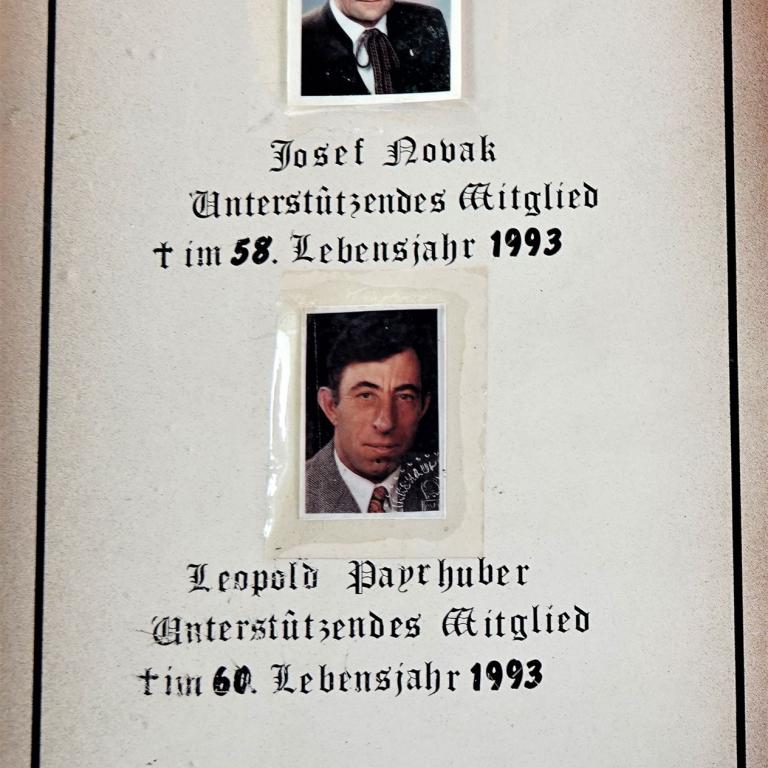 Josef Novak
Unterstützendes Mitglied
† im 58. Lebensjahr 1993
Leopold Payrhuber
Unterstützendes Mitglied
† im 60. Lebensjahr 1993